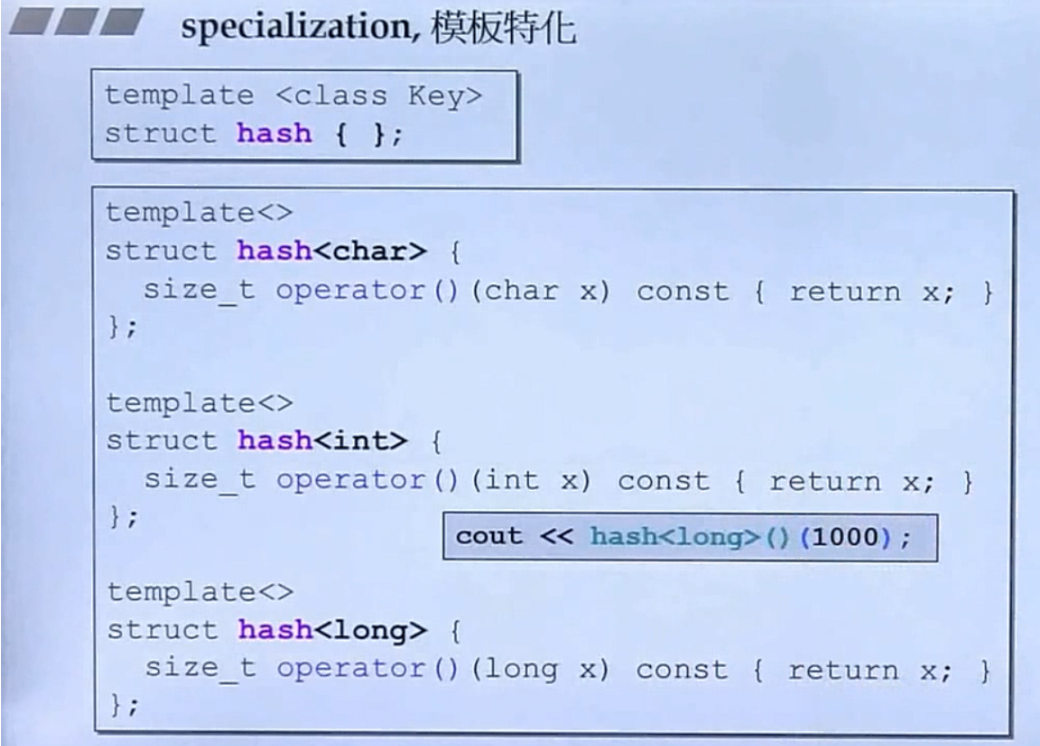 specialization, 模板特化
template <class Key>
struct hash { };
template<>
struct hash<char> {
size_t operator()(char x) const { return x; }
};
template<>
struct hash<int> {
size_t operator()(int x) const { return x; }
};
cout << hash<long>()(1000);
template<>
struct hash<long> {
size_t operator()(long x) const { return x; }
};